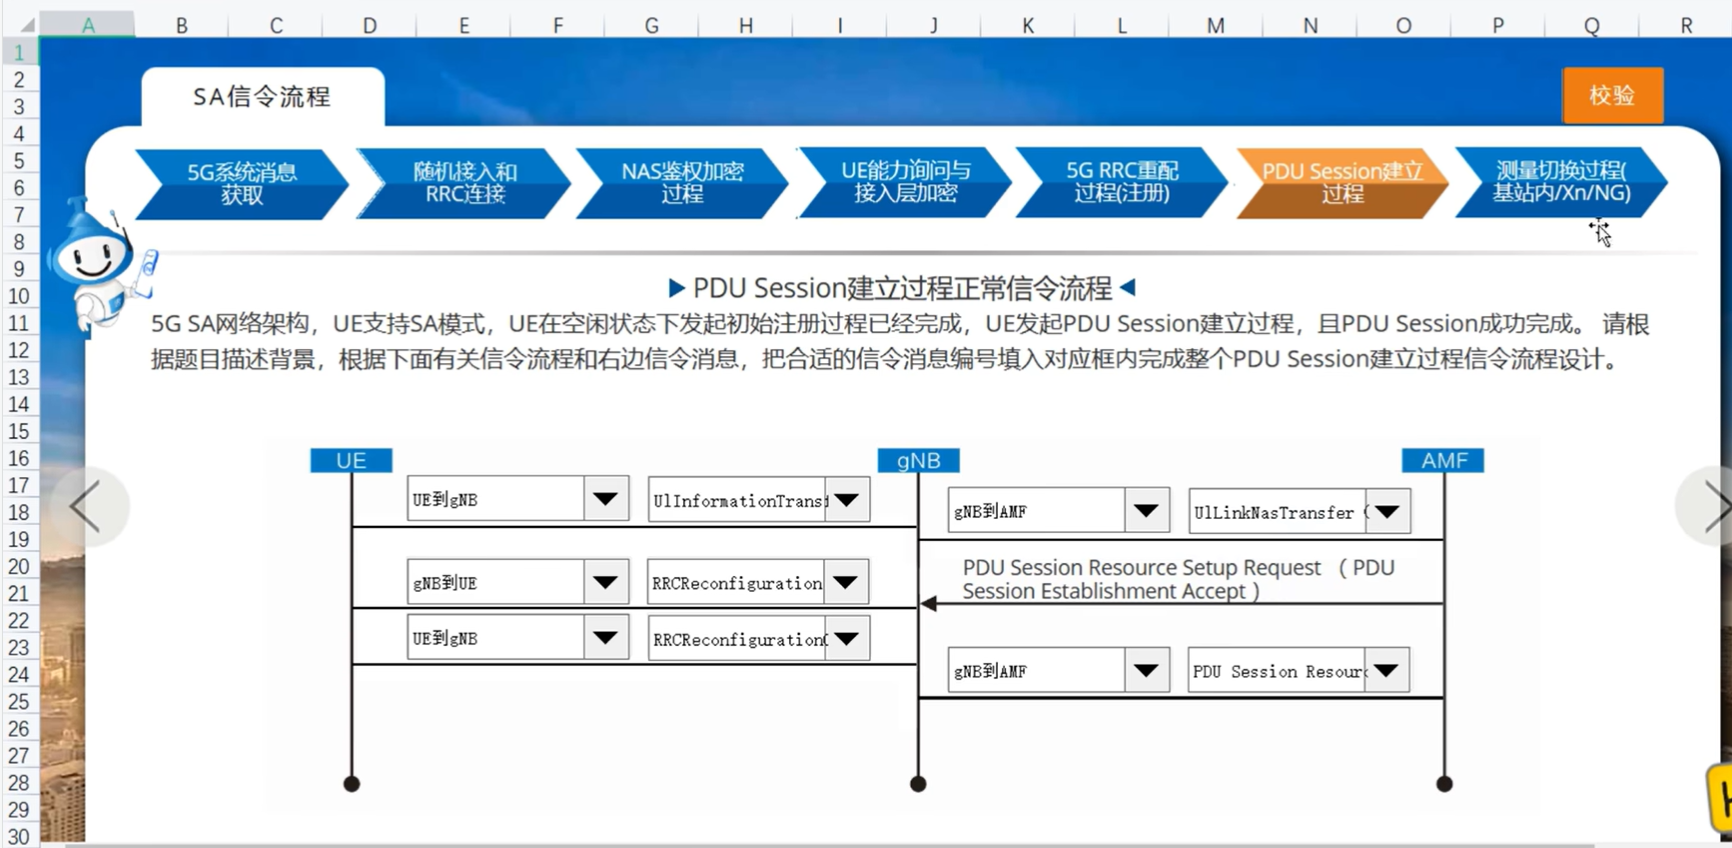 A B C D E F G H I J K L M N O P Q R
1
2
3
4
5
6
7
8
9
10
11
12
13
14
15
16
17
18
19
20
21
22
23
24
25
26
27
28
29
30
SA信令流程
校验
5G系统消息
获取
随机接入和
RRC连接
NAS鉴权加密
过程
UE能力询问与
接入层加密
5G RRC重配
过程(注册)
PDU Session建立
过程
测量切换过程(
基站内/Xn/NG)
PDU Session建立过程正常信令流程
5G SA网络架构，UE支持SA模式，UE在空闲状态下发起初始注册过程已经完成，UE发起PDU Session建立过程，且PDU Session成功完成。 请根
据题目描述背景，根据下面有关信令流程和右边信令消息，把合适的信令消息编号填入对应框内完成整个PDU Session建立过程信令流程设计。
UE
gNB
AMF
UE到gNB
UlInformationTrans
gNB到AMF
UlLinkNasTransfer (
PDU Session Resource Setup Request （ PDU
Session Establishment Accept ）
gNB到UE
RRCReconfiguration
UE到gNB
RRCReconfiguration
gNB到AMF
PDU Session Resour